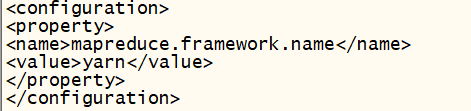 <configuration>
<property>
<name>mapreduce.framework.name</name>
<value>yarn</value>
</property>
</configuration>